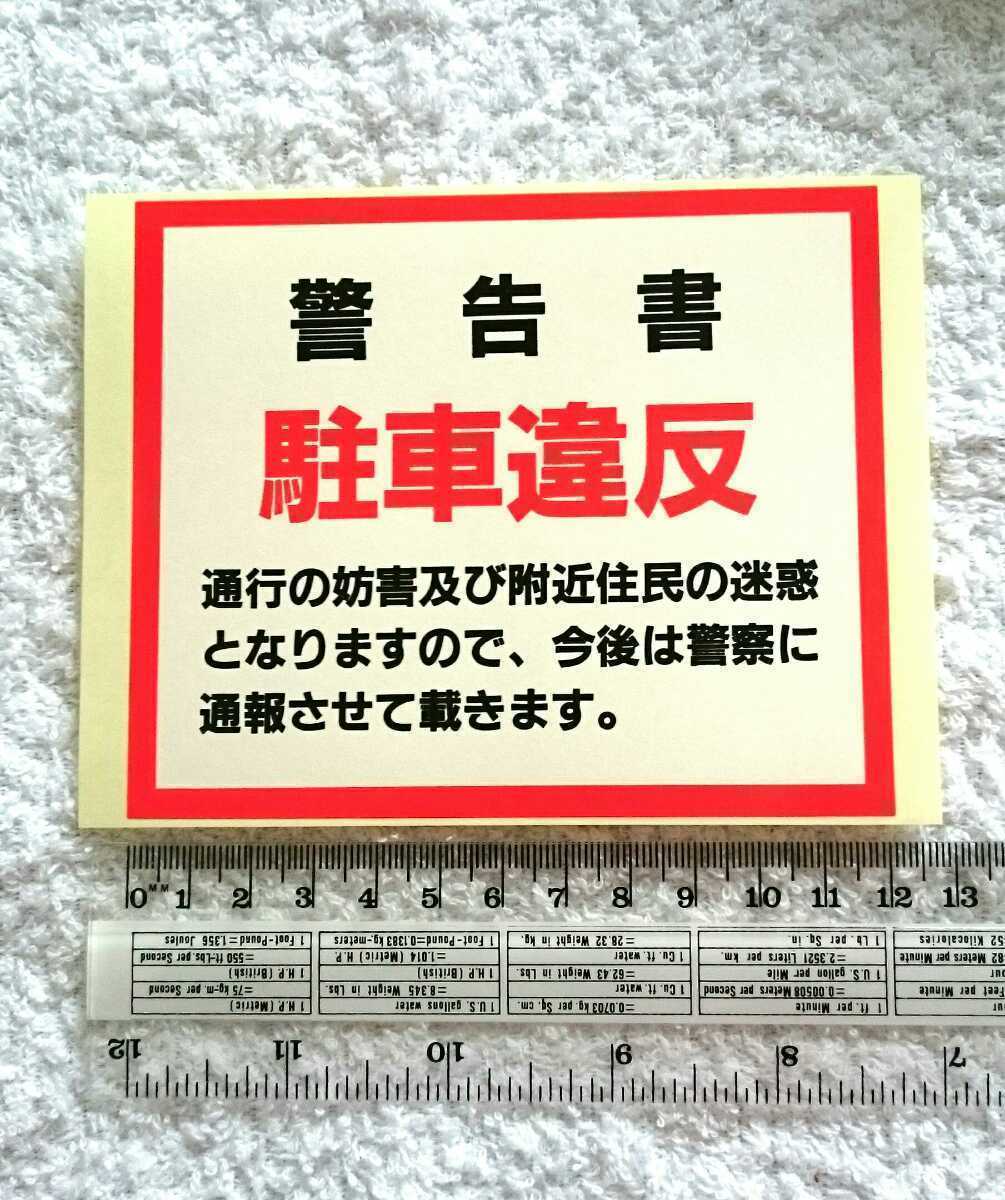 警告書
駐車違反
通行の妨害及び附近住民の迷惑
となりますので、今後は警察に
通報させて載きます。
0 MM 1 2 3 4 5 6 7 8 9 10 11 12 13
1 Foot-Pound=1.356 Joules
=550 ft-Lbs.per Second
1 H.P. (British)
=75 kg-m. per Second
1 H.P. (Metric)
1 Foot-Pound=0.1383 kg-meters
=1.014 (Metric) H.P.
1 H.P (British)
=8.345 Weight in Lbs.
1 U.S. gallons water
=28.32 Weight in kg.
1 Cu. ft. water
=62.43 Weight in Lbs.
1 Cu. ft. water
=0.0703 kg per Sq. cm.
1 Lb. per Sq. in.
=2.3521 Liters per km.
1 U.S. gallon per Mile
=0.00508 Meters per Second
1 ft. per Minute
12 11 10 9 8 7